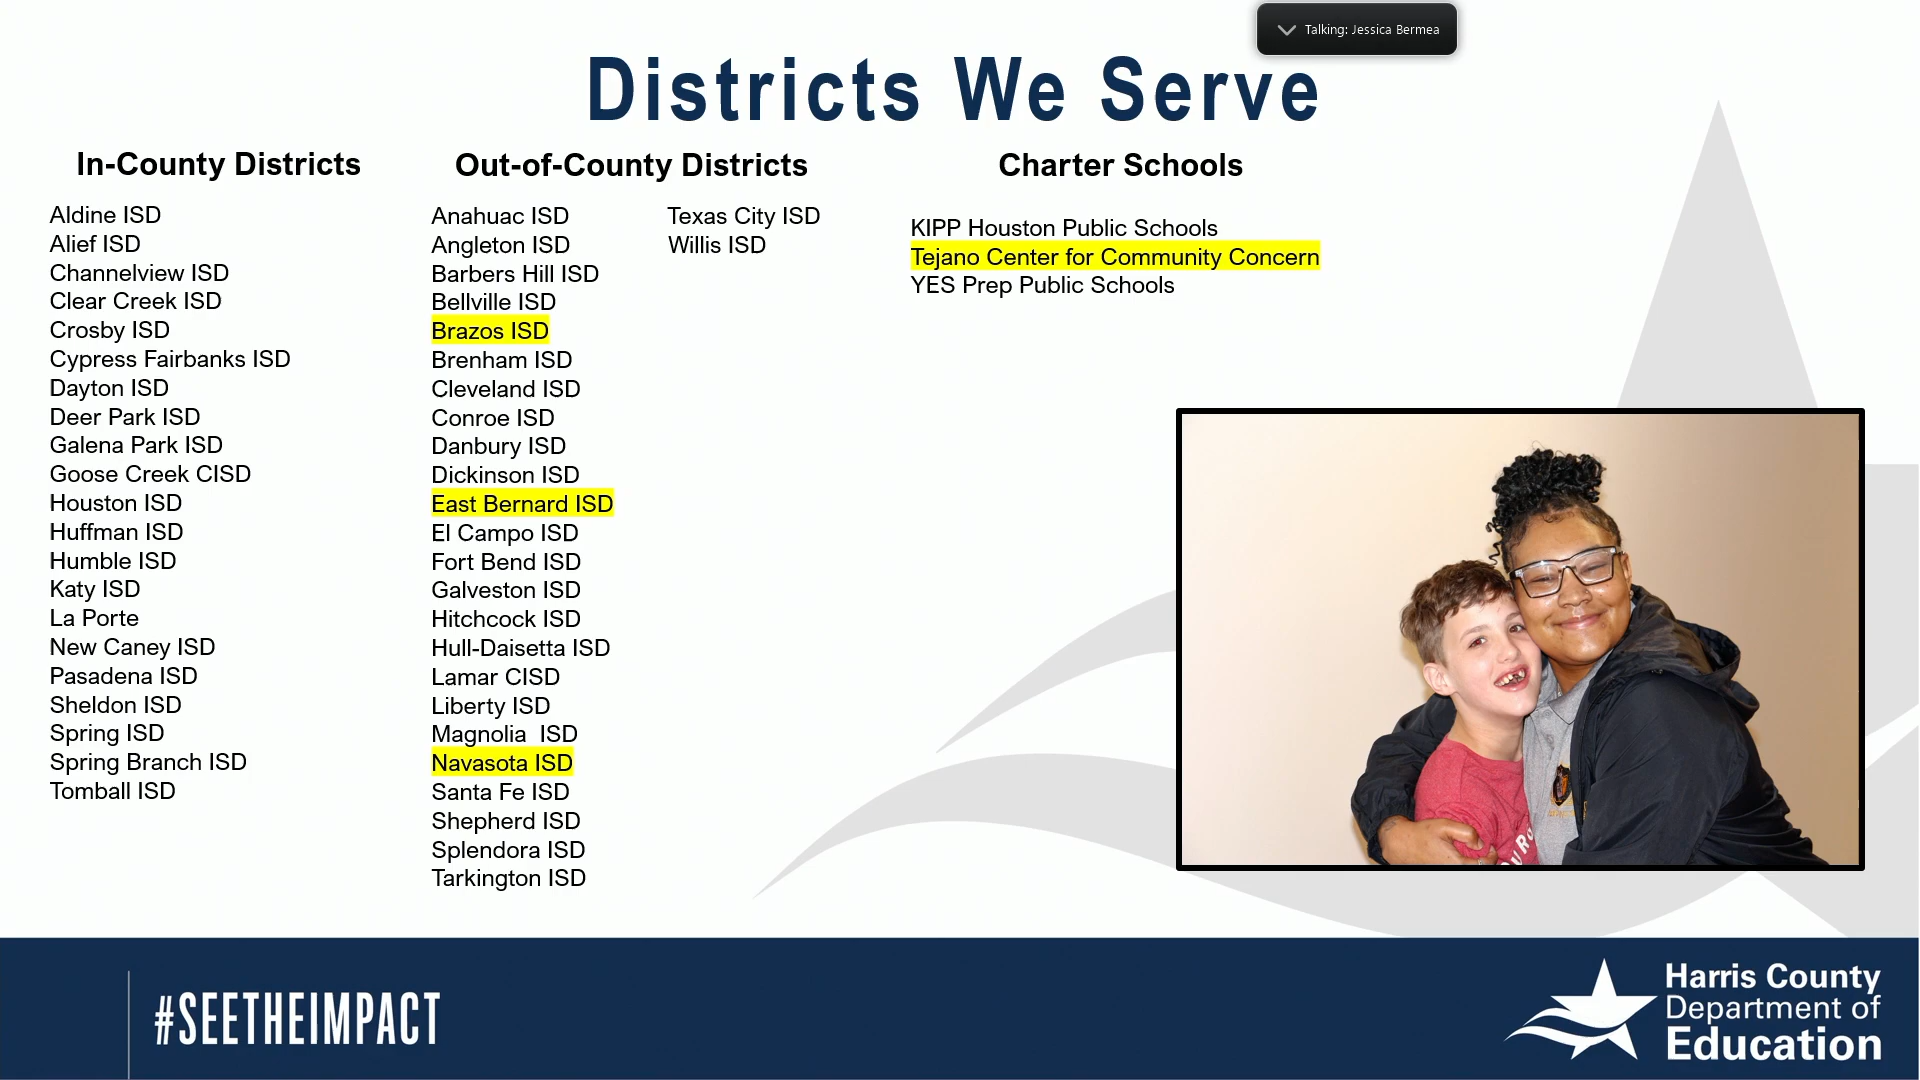 Talking: Jessica Bermea
Districts We Serve
In-County Districts
Aldine ISD
Alief ISD
Channelview ISD
Clear Creek ISD
Crosby ISD
Cypress Fairbanks ISD
Dayton ISD
Deer Park ISD
Galena Park ISD
Goose Creek CISD
Houston ISD
Huffman ISD
Humble ISD
Katy ISD
La Porte
New Caney ISD
Pasadena ISD
Sheldon ISD
Spring ISD
Spring Branch ISD
Tomball ISD
Out-of-County Districts
Anahuac ISD
Angleton ISD
Barbers Hill ISD
Bellville ISD
Brazos ISD
Brenham ISD
Cleveland ISD
Conroe ISD
Danbury ISD
Dickinson ISD
East Bernard ISD
El Campo ISD
Fort Bend ISD
Galveston ISD
Hitchcock ISD
Hull-Daisetta ISD
Lamar CISD
Liberty ISD
Magnolia  ISD
Navasota ISD
Santa Fe ISD
Shepherd ISD
Splendora ISD
Tarkington ISD
Texas City ISD
Willis ISD
Charter Schools
KIPP Houston Public Schools
Tejano Center for Community Concern
YES Prep Public Schools
#SEETHEIMPACT
Harris County
Department of
Education